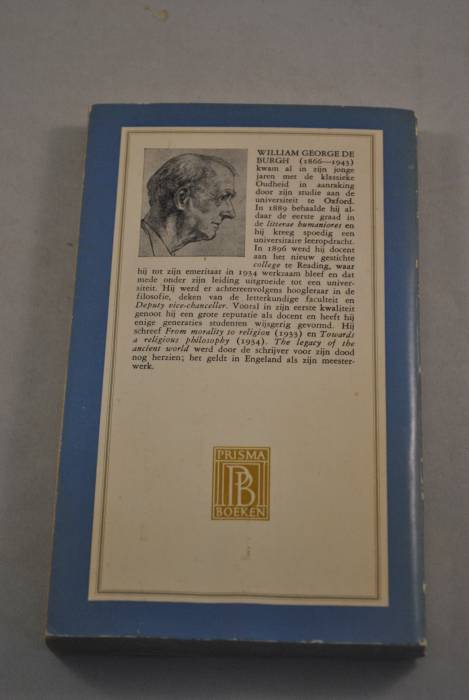 WILLIAM GEORGE DE
BURGH (1866—1943)
kwam al in zijn jonge
jaren met de klassieke
Oudheid in aanraking
door zijn studie aan de
universiteit te Oxford.
In 1889 behaalde hij al-
daar de eerste graad in
de litterae humaniores en
hij kreeg spoedig een
universitaire leeropdracht.
In 1896 werd hij docent
aan het nieuw gestichte
college te Reading, waar
hij tot zijn emeritaat in 1934 werkzaam bleef en dat
mede onder zijn leiding uitgroeide tot een univer-
siteit. Hij werd er achtereenvolgens hoogleraar in de
filosofie, deken van de letterkundige faculteit en
Deputy vice-chanceller. Vooral in zijn eerste kwaliteit
genoot hij een grote reputatie als docent en heeft hij
enige generaties studenten wijsgerig gevormd. Hij
schreef From morality to religion (1933) en Towards
a religious philosophy (1934). The legacy of the
ancient world werd door de schrijver voor zijn dood
nog herzien; het geldt in Engeland als zijn meester-
werk.
PRISMA
PB
BOEKEN